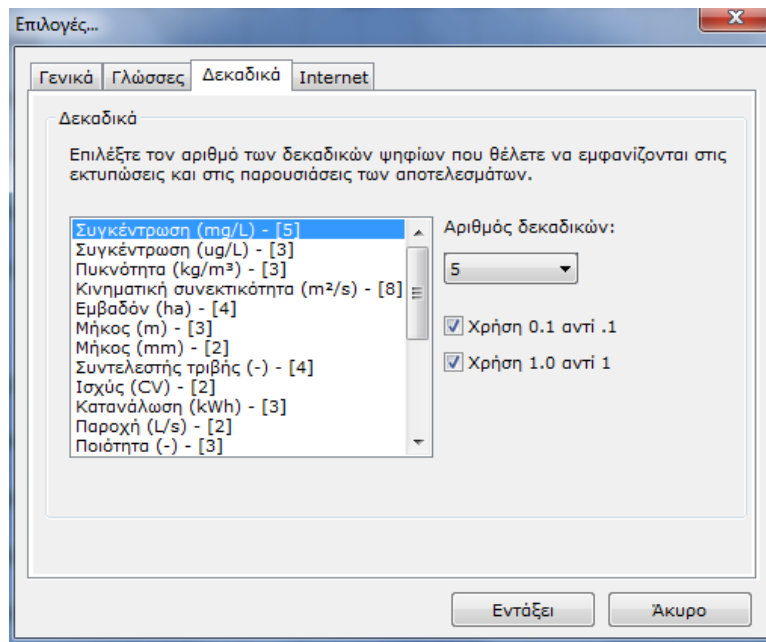 Επιλογές...
Γενικά Γλώσσες Δεκαδικά Internet
Δεκαδικά
Επιλέξτε τον αριθμό των δεκαδικών ψηφίων που θέλετε να εμφανίζονται στις
εκτυπώσεις και στις παρουσιάσεις των αποτελεσμάτων.
Συγκέντρωση (mg/L) - [5]
Συγκέντρωση (ug/L) - [3]
Πυκνότητα (kg/m³) - [3]
Κινηματική συνεκτικότητα (m²/s) - [8]
Εμβαδόν (ha) - [4]
Μήκος (m) - [3]
Μήκος (mm) - [2]
Συντελεστής τριβής (-) - [4]
Ισχύς (CV) - [2]
Κατανάλωση (kWh) - [3]
Παροχή (L/s) - [2]
Ποιότητα (-) - [3]
Αριθμός δεκαδικών:
5
Χρήση 0.1 αντί .1
Χρήση 1.0 αντί 1
Εντάξει Άκυρο